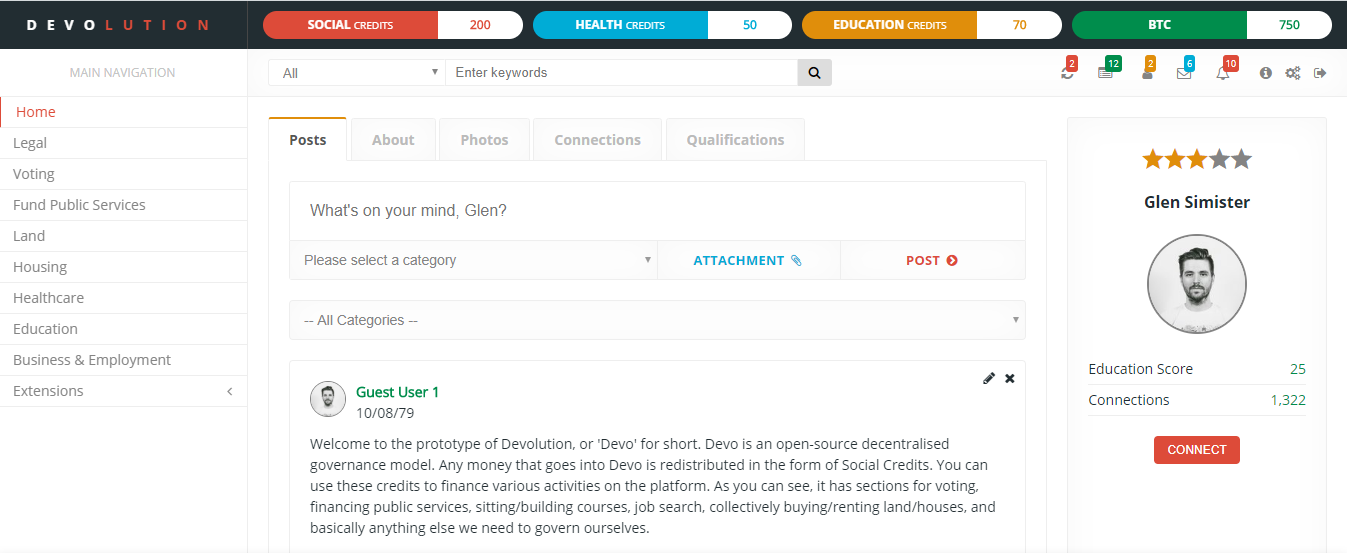 DEVOLUTION
SOCIAL CREDITS 200
HEALTH CREDITS 50
EDUCATION CREDITS 70
BTC 750
MAIN NAVIGATION
All
Enter keywords
2
12
2
6
10
Home
Legal
Voting
Fund Public Services
Land
Housing
Healthcare
Education
Business & Employment
Extensions
Posts
About
Photos
Connections
Qualifications
What's on your mind, Glen?
Please select a category
ATTACHMENT
POST
-- All Categories --
Guest User 1
10/08/79
Welcome to the prototype of Devolution, or 'Devo' for short. Devo is an open-source decentralised
governance model. Any money that goes into Devo is redistributed in the form of Social Credits. You can
use these credits to finance various activities on the platform. As you can see, it has sections for voting,
financing public services, sitting/building courses, job search, collectively buying/renting land/houses, and
basically anything else we need to govern ourselves.
Glen Simister
Education Score 25
Connections 1,322
CONNECT